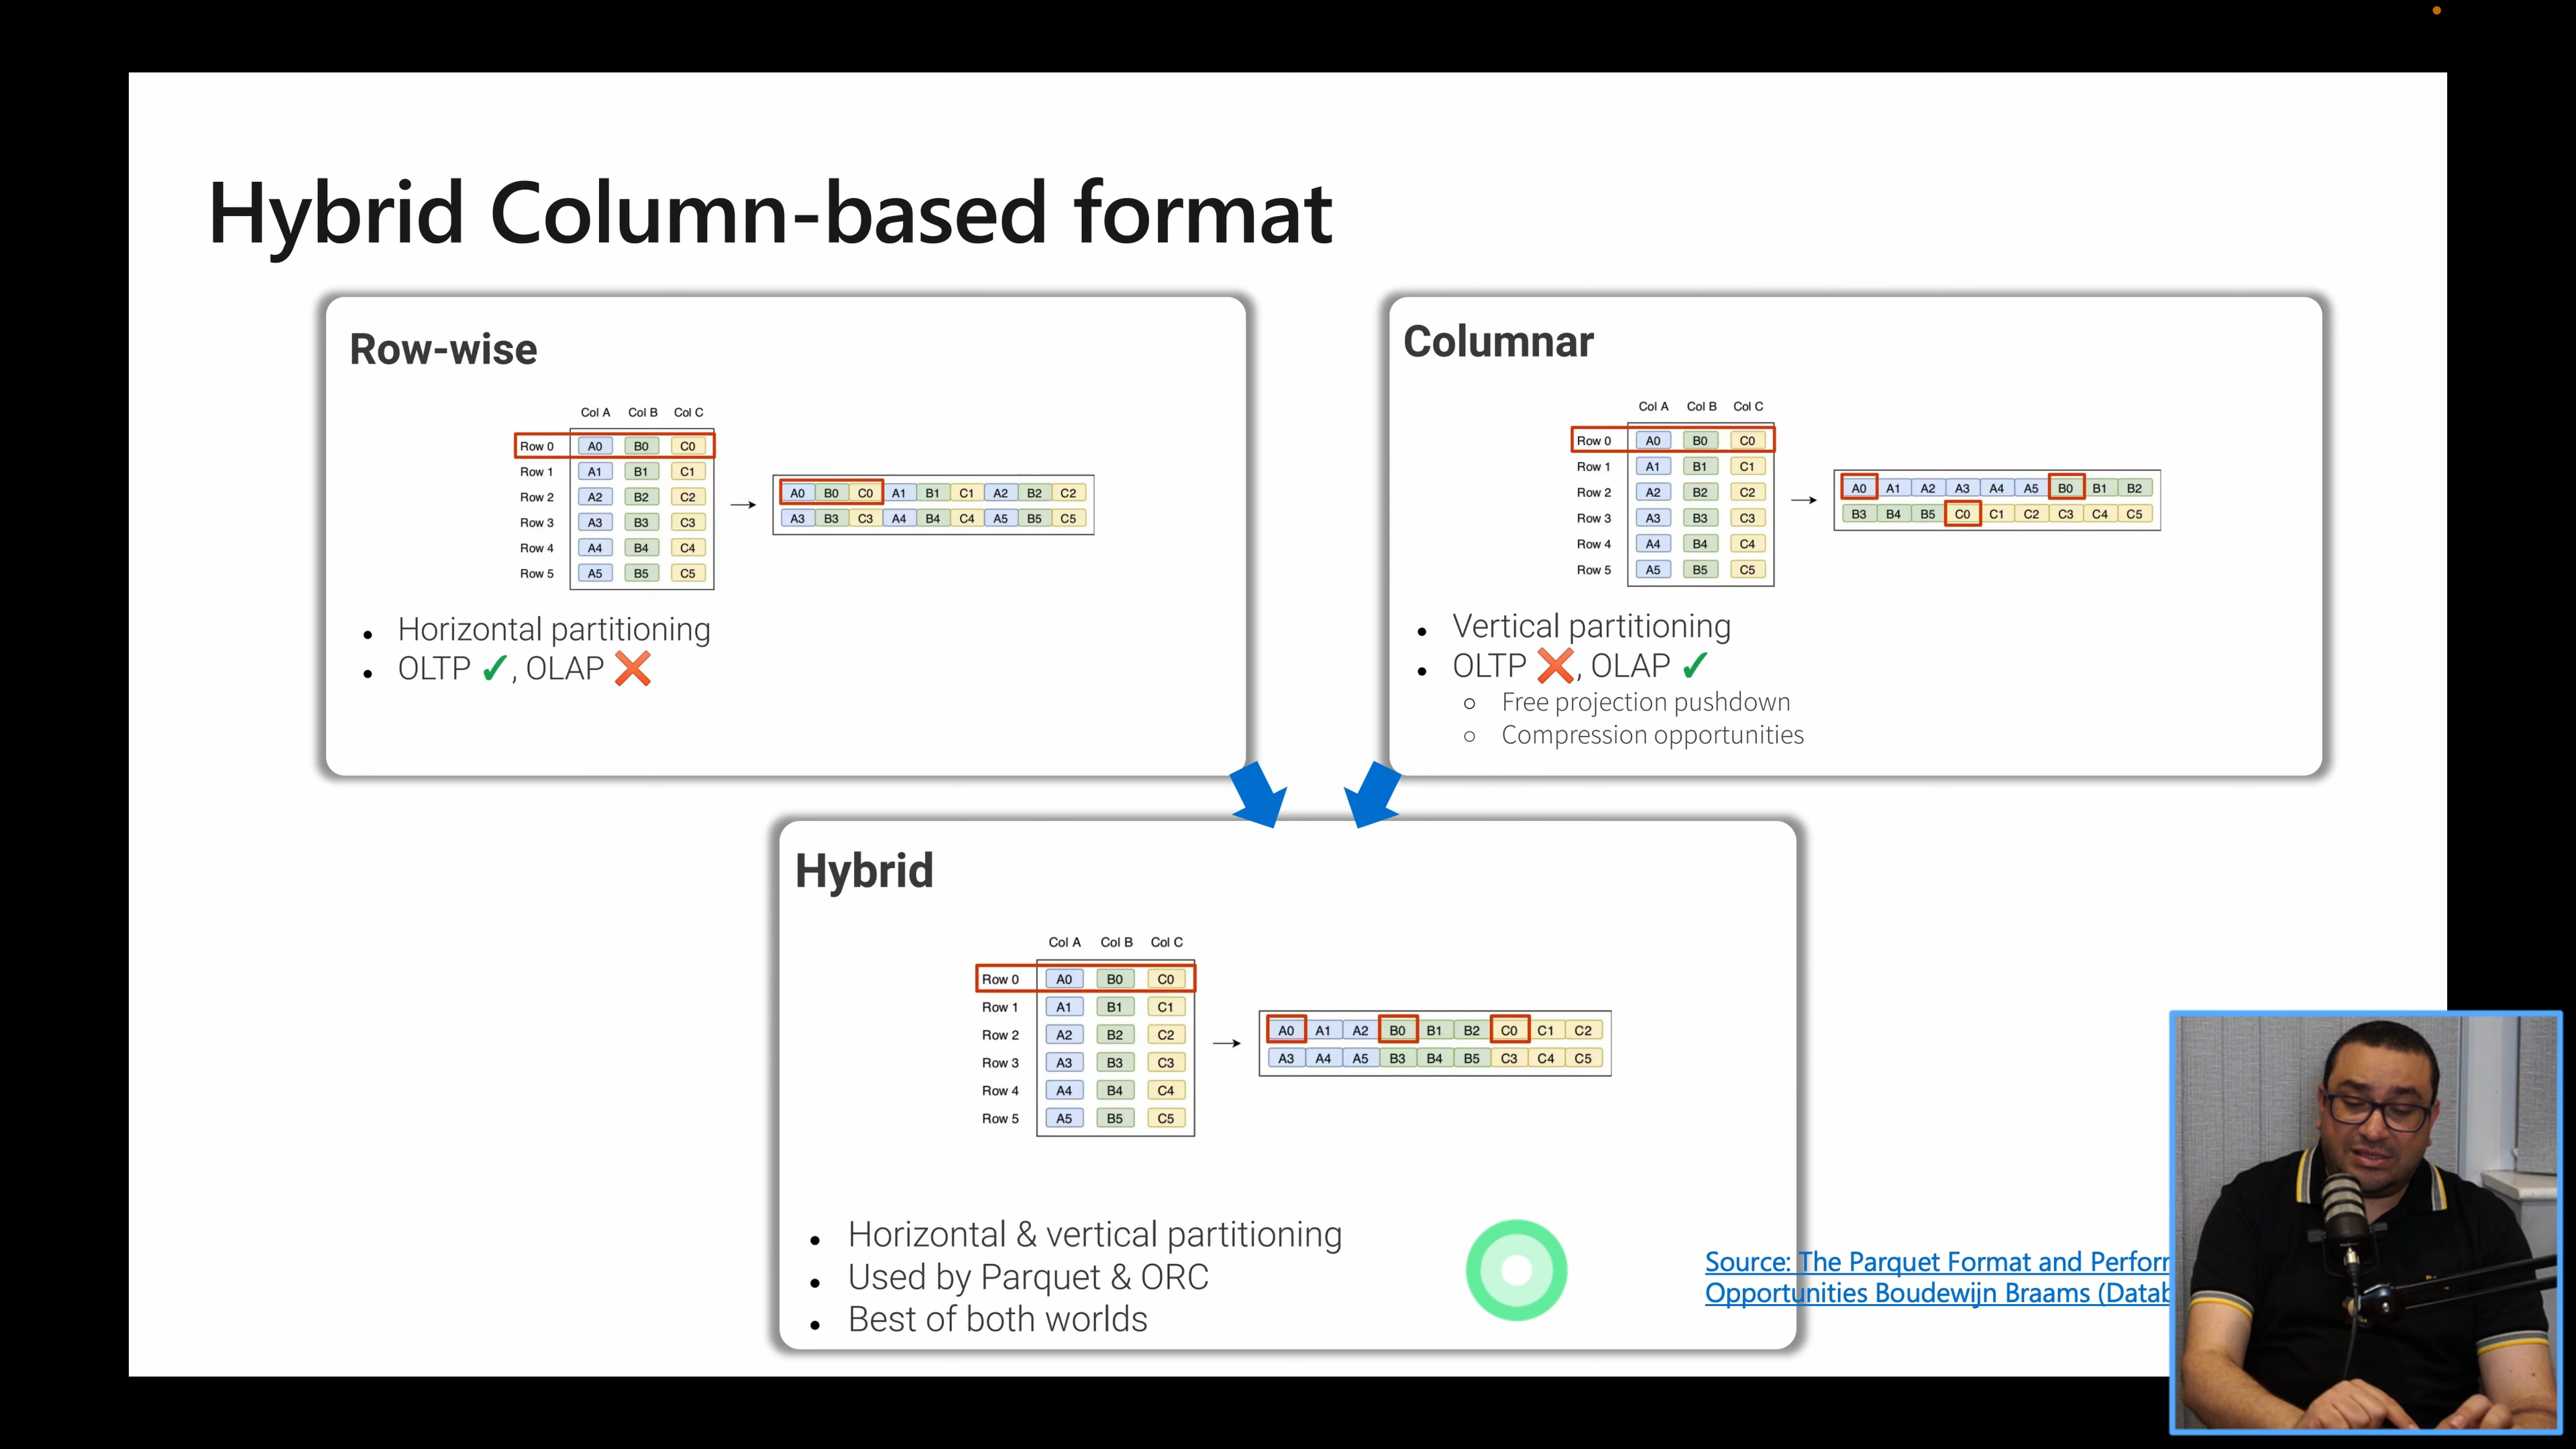 Hybrid Column-based format
Row-wise
Col A Col B Col C
Row 0 A0 B0 C0
Row 1 A1 B1 C1
Row 2 A2 B2 C2
Row 3 A3 B3 C3
Row 4 A4 B4 C4
Row 5 A5 B5 C5
A0 B0 C0 A1 B1 C1 A2 B2 C2
A3 B3 C3 A4 B4 C4 A5 B5 C5
Horizontal partitioning
OLTP ✓, OLAP ❌
Columnar
Col A Col B Col C
Row 0 A0 B0 C0
Row 1 A1 B1 C1
Row 2 A2 B2 C2
Row 3 A3 B3 C3
Row 4 A4 B4 C4
Row 5 A5 B5 C5
A0 A1 A2 A3 A4 A5 B0 B1 B2
B3 B4 B5 C0 C1 C2 C3 C4 C5
Vertical partitioning
OLTP ❌, OLAP ✓
Free projection pushdown
Compression opportunities
Hybrid
Col A Col B Col C
Row 0 A0 B0 C0
Row 1 A1 B1 C1
Row 2 A2 B2 C2
Row 3 A3 B3 C3
Row 4 A4 B4 C4
Row 5 A5 B5 C5
A0 A1 A2 B0 B1 B2 C0 C1 C2
A3 A4 A5 B3 B4 B5 C3 C4 C5
Horizontal & vertical partitioning
Used by Parquet & ORC
Best of both worlds
Source: The Parquet Format and
Opportunities Boudewijn Braams